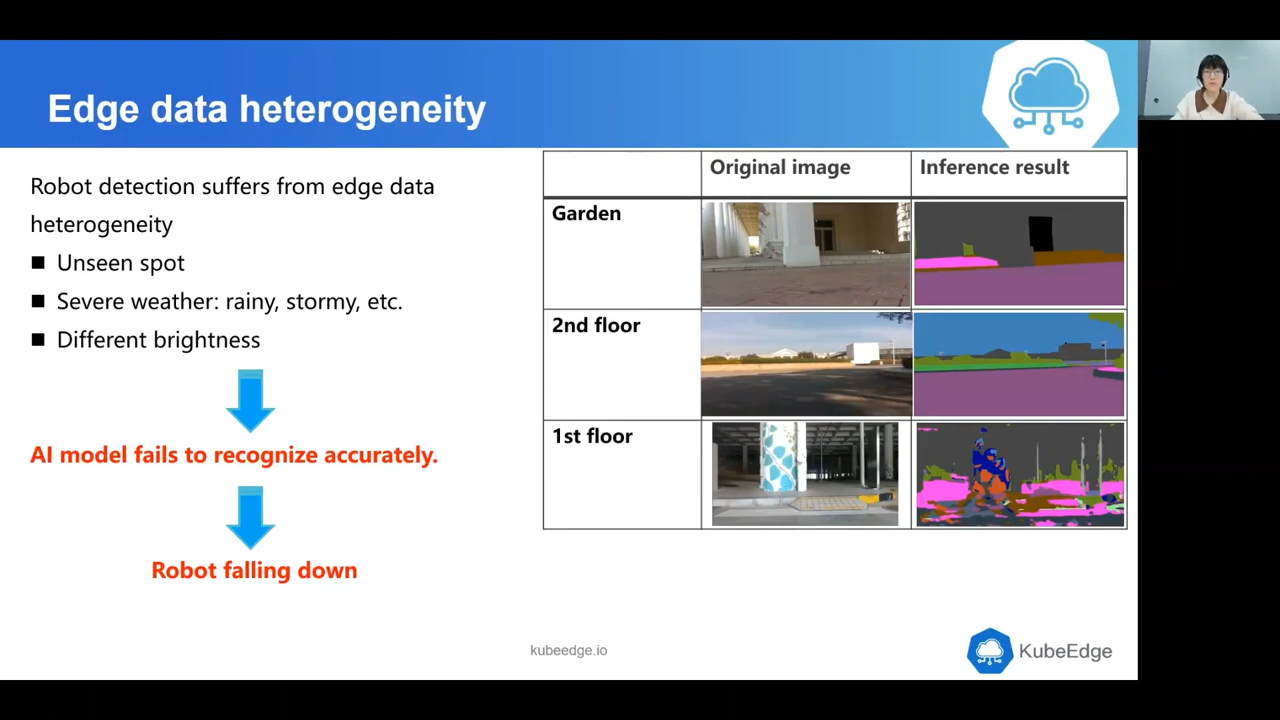 Edge data heterogeneity
Robot detection suffers from edge data
heterogeneity
Unseen spot
Severe weather: rainy, stormy, etc.
Different brightness
AI model fails to recognize accurately.
Robot falling down
Original image
Inference result
Garden
2nd floor
1st floor
kubeedge.io
KubeEdge